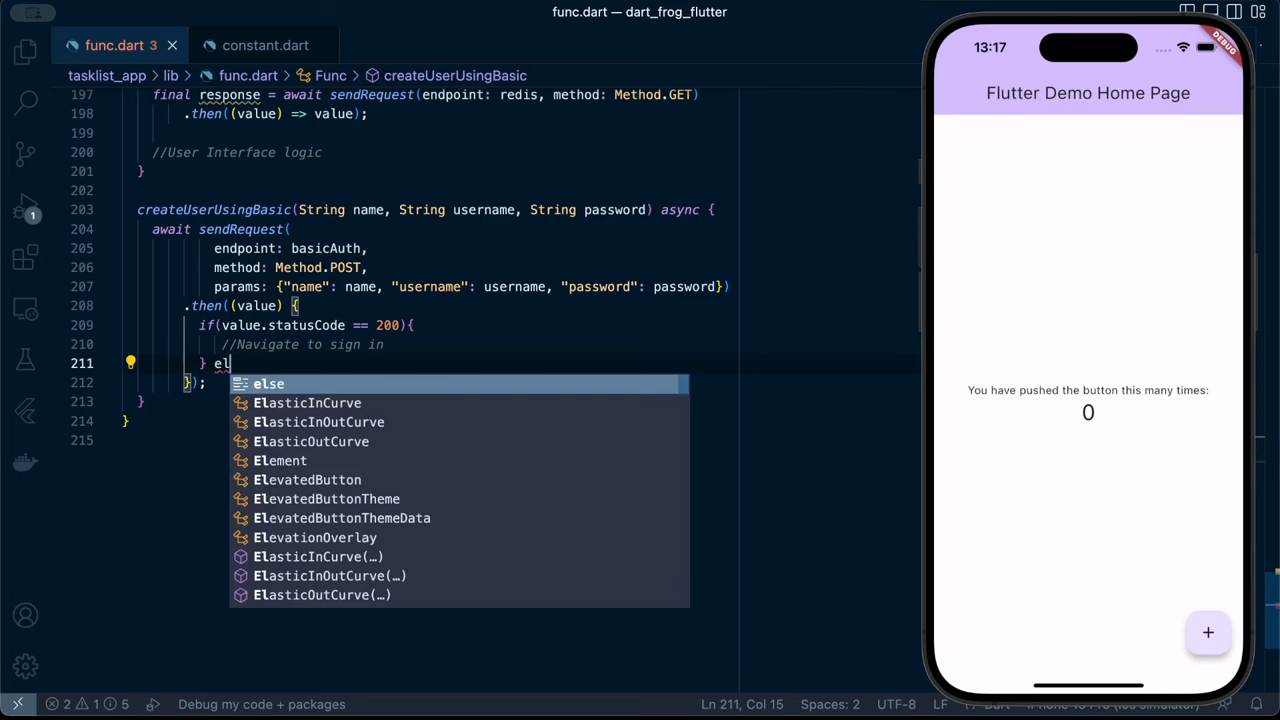 func.dart — dart_frog_flutter
func.dart 3
constant.dart
tasklist_app › lib › func.dart › Func › createUserUsingBasic
197 final response = await sendRequest(endpoint: redis, method: Method.GET)
198 .then((value) => value);
199
200 //User Interface logic
201 }
202
203 createUserUsingBasic(String name, String username, String password) async {
204 await sendRequest(
205 endpoint: basicAuth,
206 method: Method.POST,
207 params: {"name": name, "username": username, "password": password})
208 .then((value) {
209 if(value.statusCode == 200){
210 //Navigate to sign in
211 } el
212 });
213 }
214 }
215
else
ElasticInCurve
ElasticInOutCurve
ElasticOutCurve
Element
ElevatedButton
ElevatedButtonTheme
ElevatedButtonThemeData
ElevationOverlay
ElasticInCurve(…)
ElasticInOutCurve(…)
ElasticOutCurve(…)
1
2 1 5 Debug my code + packages
Ln 211, Col 15 Spaces: 2 UTF-8 LF
13:17
DEBUG
Flutter Demo Home Page
You have pushed the button this many times:
0
+